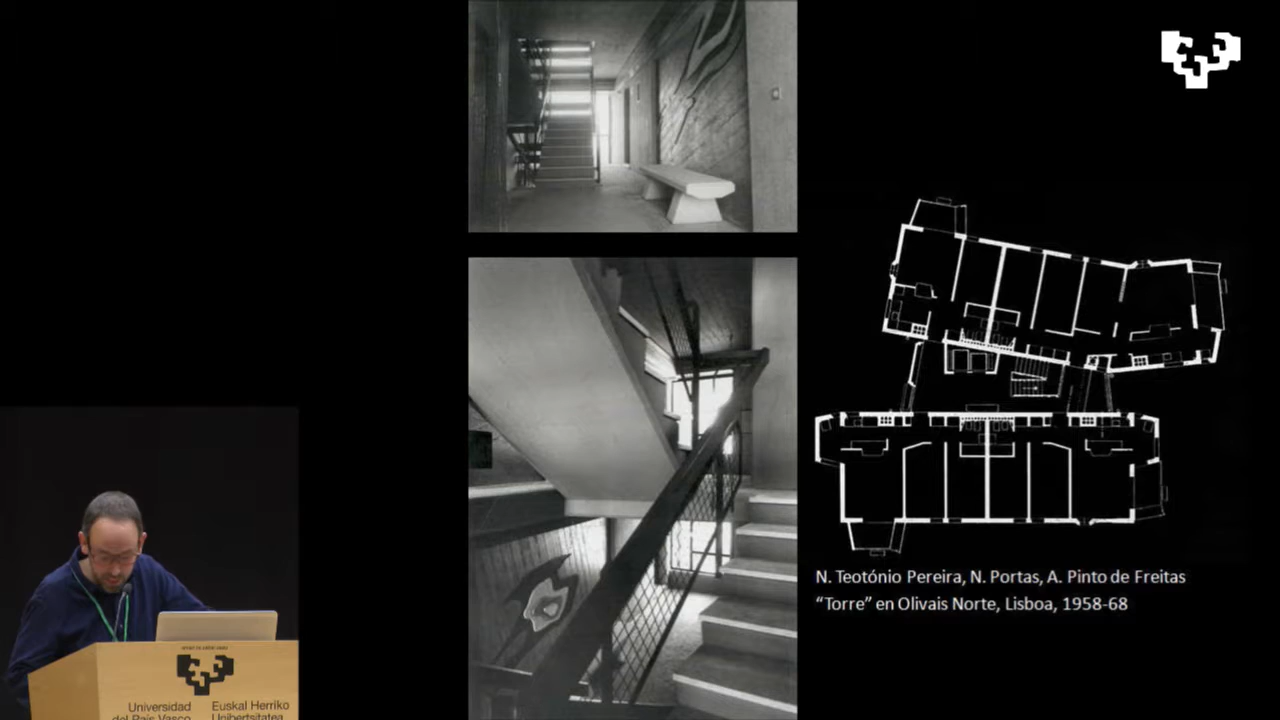 N. Teotónio Pereira, N. Portas, A. Pinto de Freitas
“Torre” en Olivais Norte, Lisboa, 1958-68
Universidad
del País Vasco
Euskal Herriko
Unibertsitatea